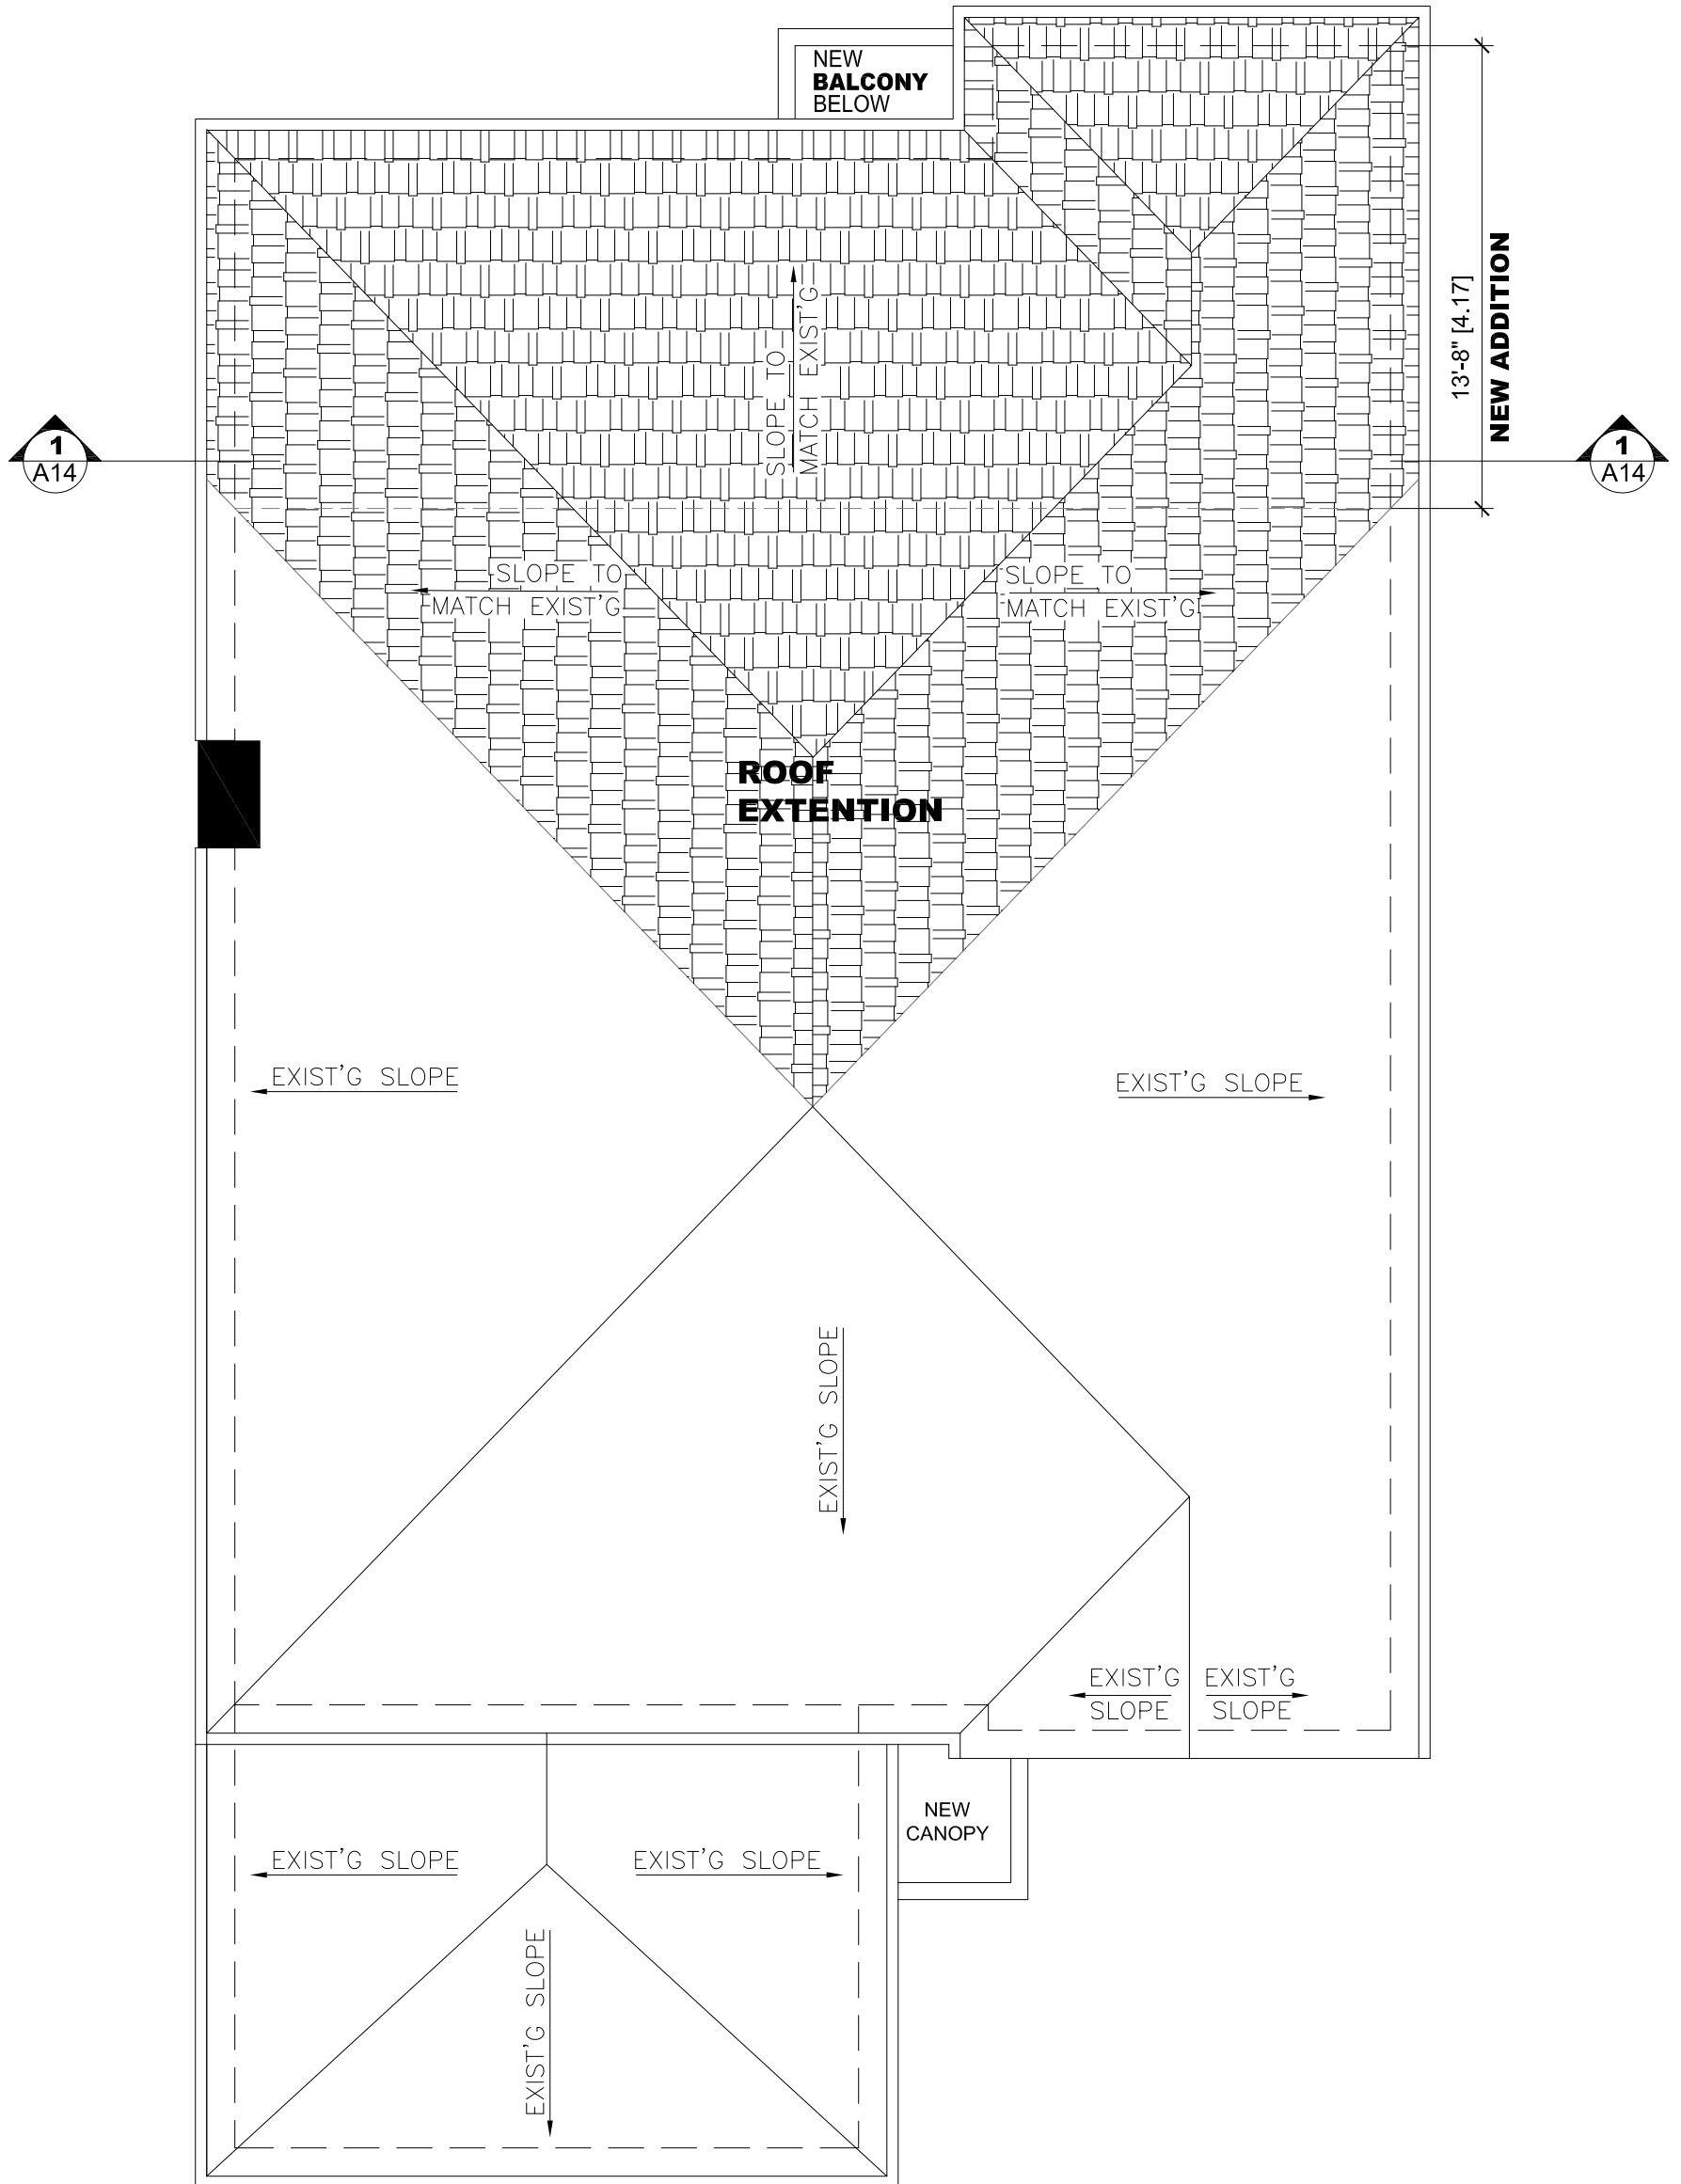 NEW
BALCONY
BELOW
13'-8" [4.17]
NEW ADDITION
SLOPE TO
MATCH EXIST'G
1
A14
1
A14
SLOPE TO
MATCH EXIST'G
SLOPE TO
MATCH EXIST'G
ROOF
EXTENTION
EXIST'G SLOPE
EXIST'G SLOPE
EXIST'G SLOPE
EXIST'G
SLOPE
EXIST'G
SLOPE
NEW
CANOPY
EXIST'G SLOPE
EXIST'G SLOPE
EXIST'G SLOPE